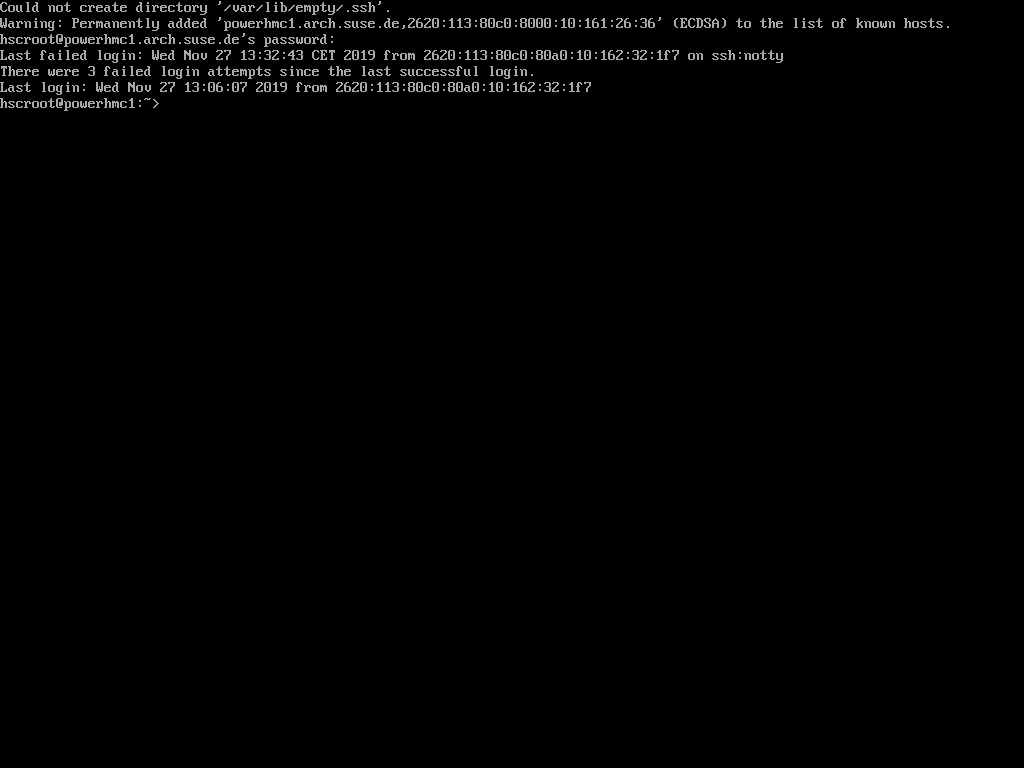 Could not create directory '/var/lib/empty/.ssh'.
Warning: Permanently added 'powerhmc1.arch.suse.de,2620:113:80c0:8000:10:161:26:36' (ECDSA) to the list of known hosts.
hscroot@powerhmc1.arch.suse.de's password:
Last failed login: Wed Nov 27 13:32:43 CET 2019 from 2620:113:80c0:80a0:10:162:32:1f7 on ssh:notty
There were 3 failed login attempts since the last successful login.
Last login: Wed Nov 27 13:06:07 2019 from 2620:113:80c0:80a0:10:162:32:1f7
hscroot@powerhmc1:~>